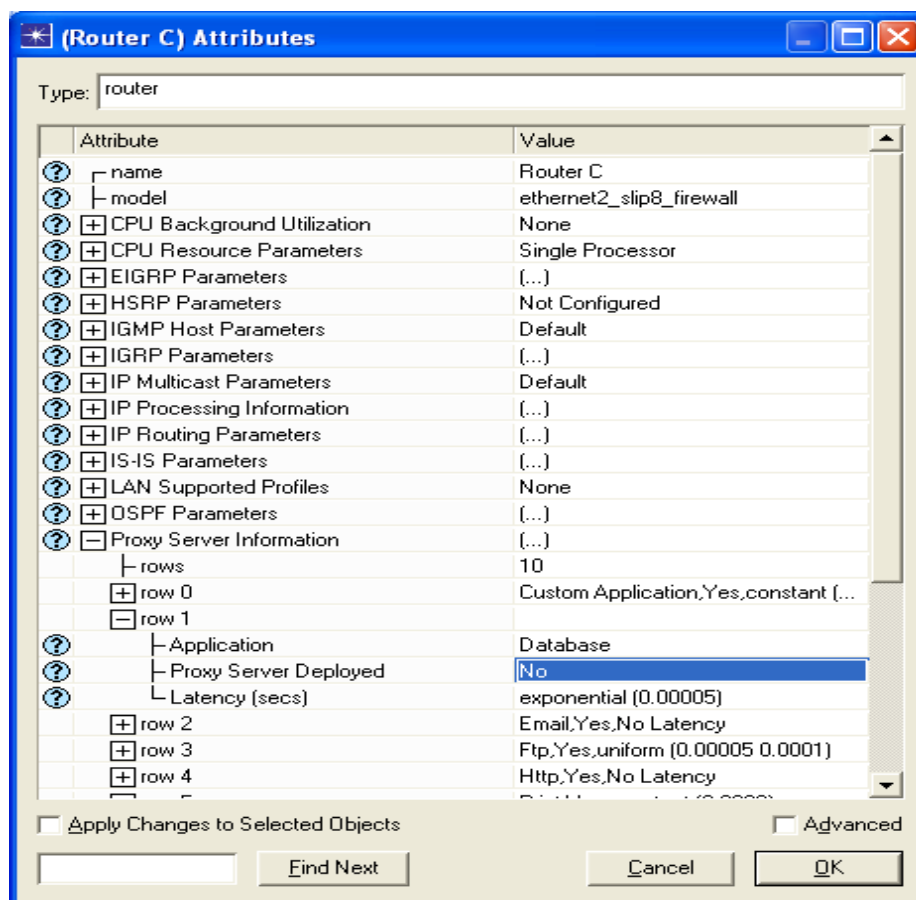 (Router C) Attributes
Type: router
Attribute Value
name Router C
model ethernet2_slip8_firewall
CPU Background Utilization None
CPU Resource Parameters Single Processor
EIGRP Parameters (...)
HSRP Parameters Not Configured
IGMP Host Parameters Default
IGRP Parameters (...)
IP Multicast Parameters Default
IP Processing Information (...)
IP Routing Parameters (...)
IS-IS Parameters (...)
LAN Supported Profiles None
OSPF Parameters (...)
Proxy Server Information (...)
rows 10
row 0 Custom Application,Yes,constant (...
row 1
Application Database
Proxy Server Deployed No
Latency (secs) exponential (0.00005)
row 2 Email,Yes,No Latency
row 3 Ftp,Yes,uniform (0.00005 0.0001)
row 4 Http,Yes,No Latency
Apply Changes to Selected Objects Advanced
Find Next Cancel OK